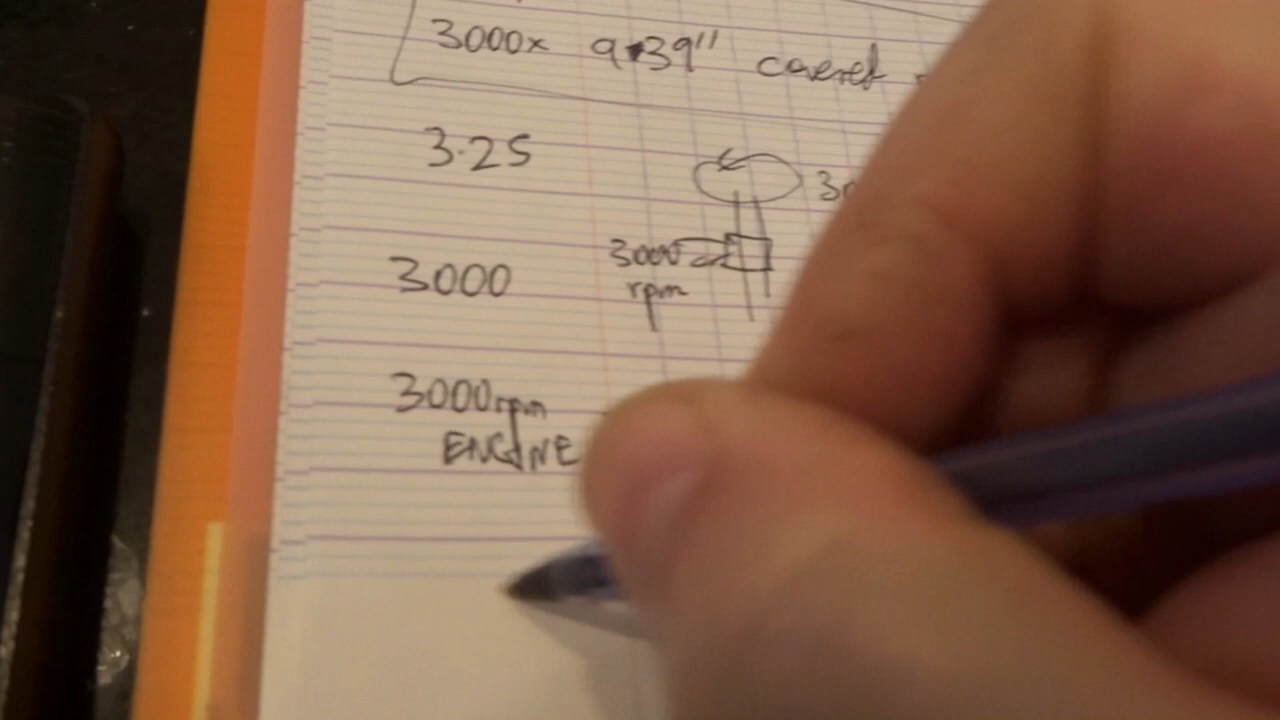 3000x 9.39" covered
3.25
3000
rpm
3000
3000rpm
ENGINE